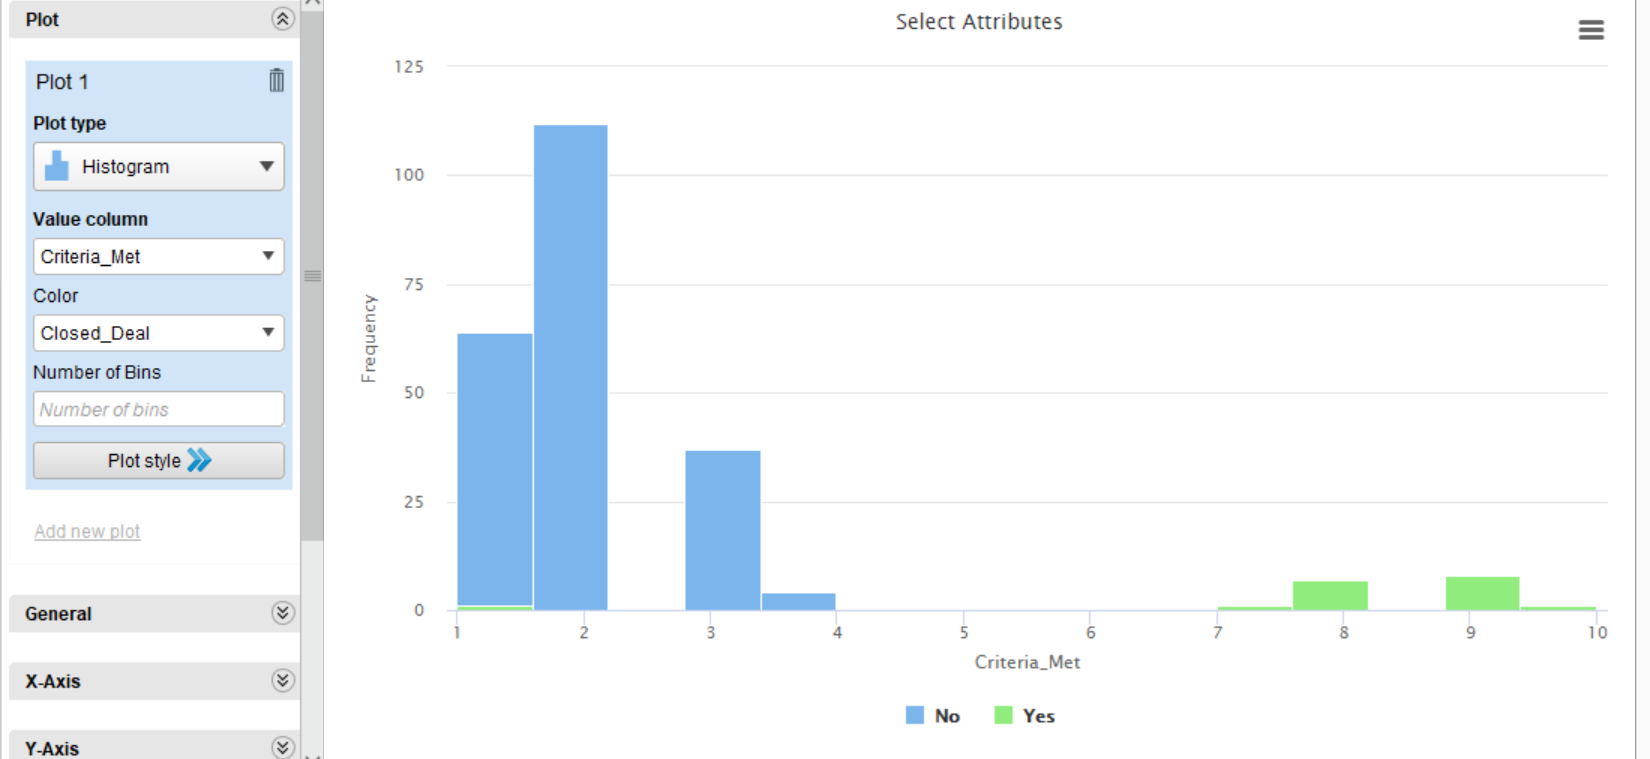 Plot
Plot 1
Plot type
Histogram
Value column
Criteria_Met
Color
Closed_Deal
Number of Bins
Number of bins
Plot style
Add new plot
General
X-Axis
Y-Axis
Select Attributes
125
100
75
50
25
0
Frequency
1 2 3 4 5 6 7 8 9 10
Criteria_Met
No Yes